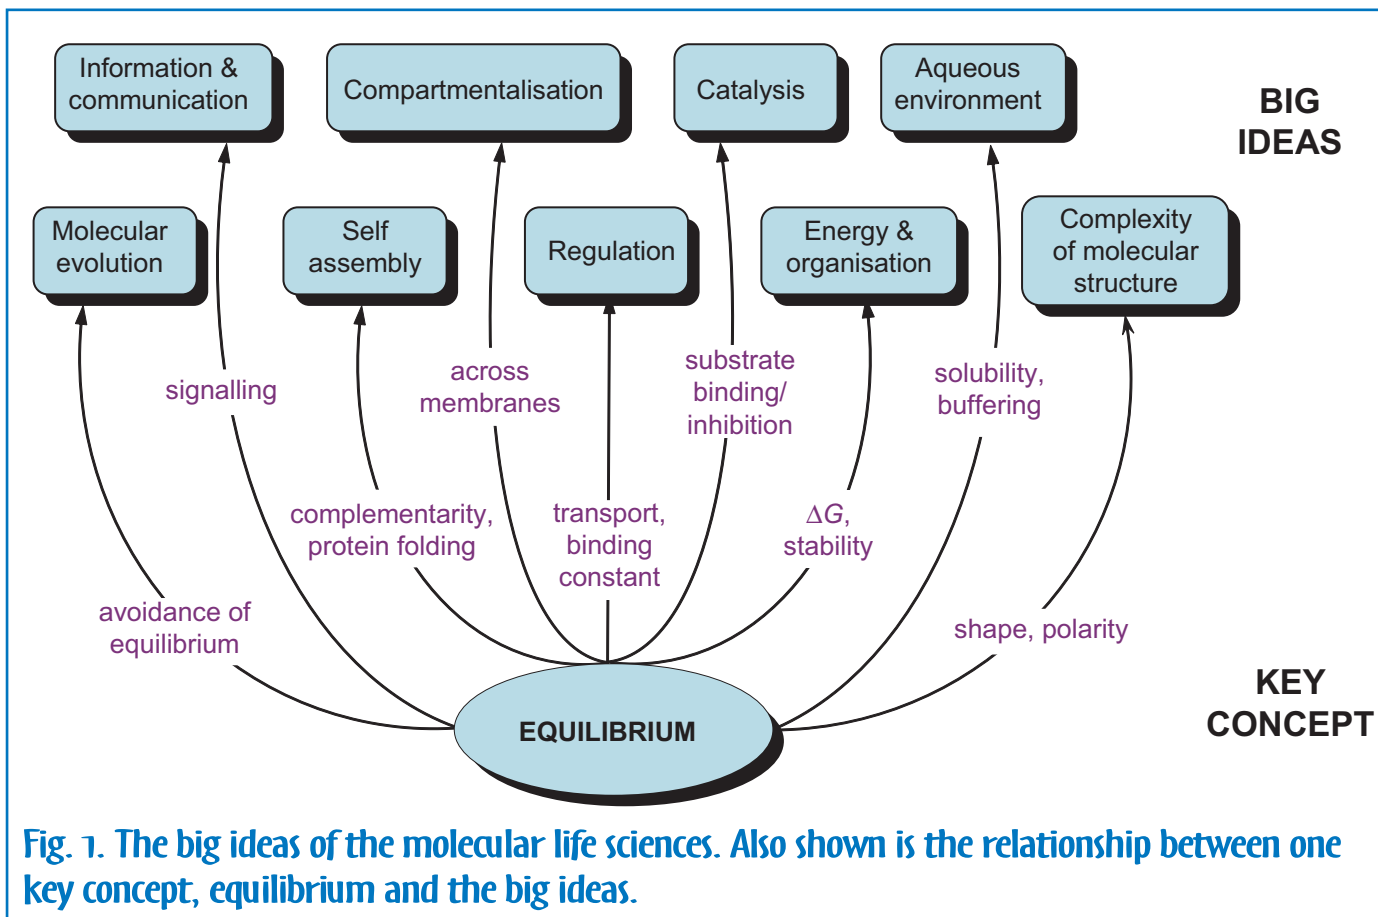 Information &
communication
Compartmentalisation
Catalysis
Aqueous
environment
BIG
IDEAS
Molecular
evolution
Self
assembly
Regulation
Energy &
organisation
Complexity
of molecular
structure
signalling
across
membranes
substrate
binding/
inhibition
solubility,
buffering
complementarity,
protein folding
transport,
binding
constant
ΔG,
stability
avoidance of
equilibrium
shape, polarity
EQUILIBRIUM
KEY
CONCEPT
Fig. 1. The big ideas of the molecular life sciences. Also shown is the relationship between one
key concept, equilibrium and the big ideas.